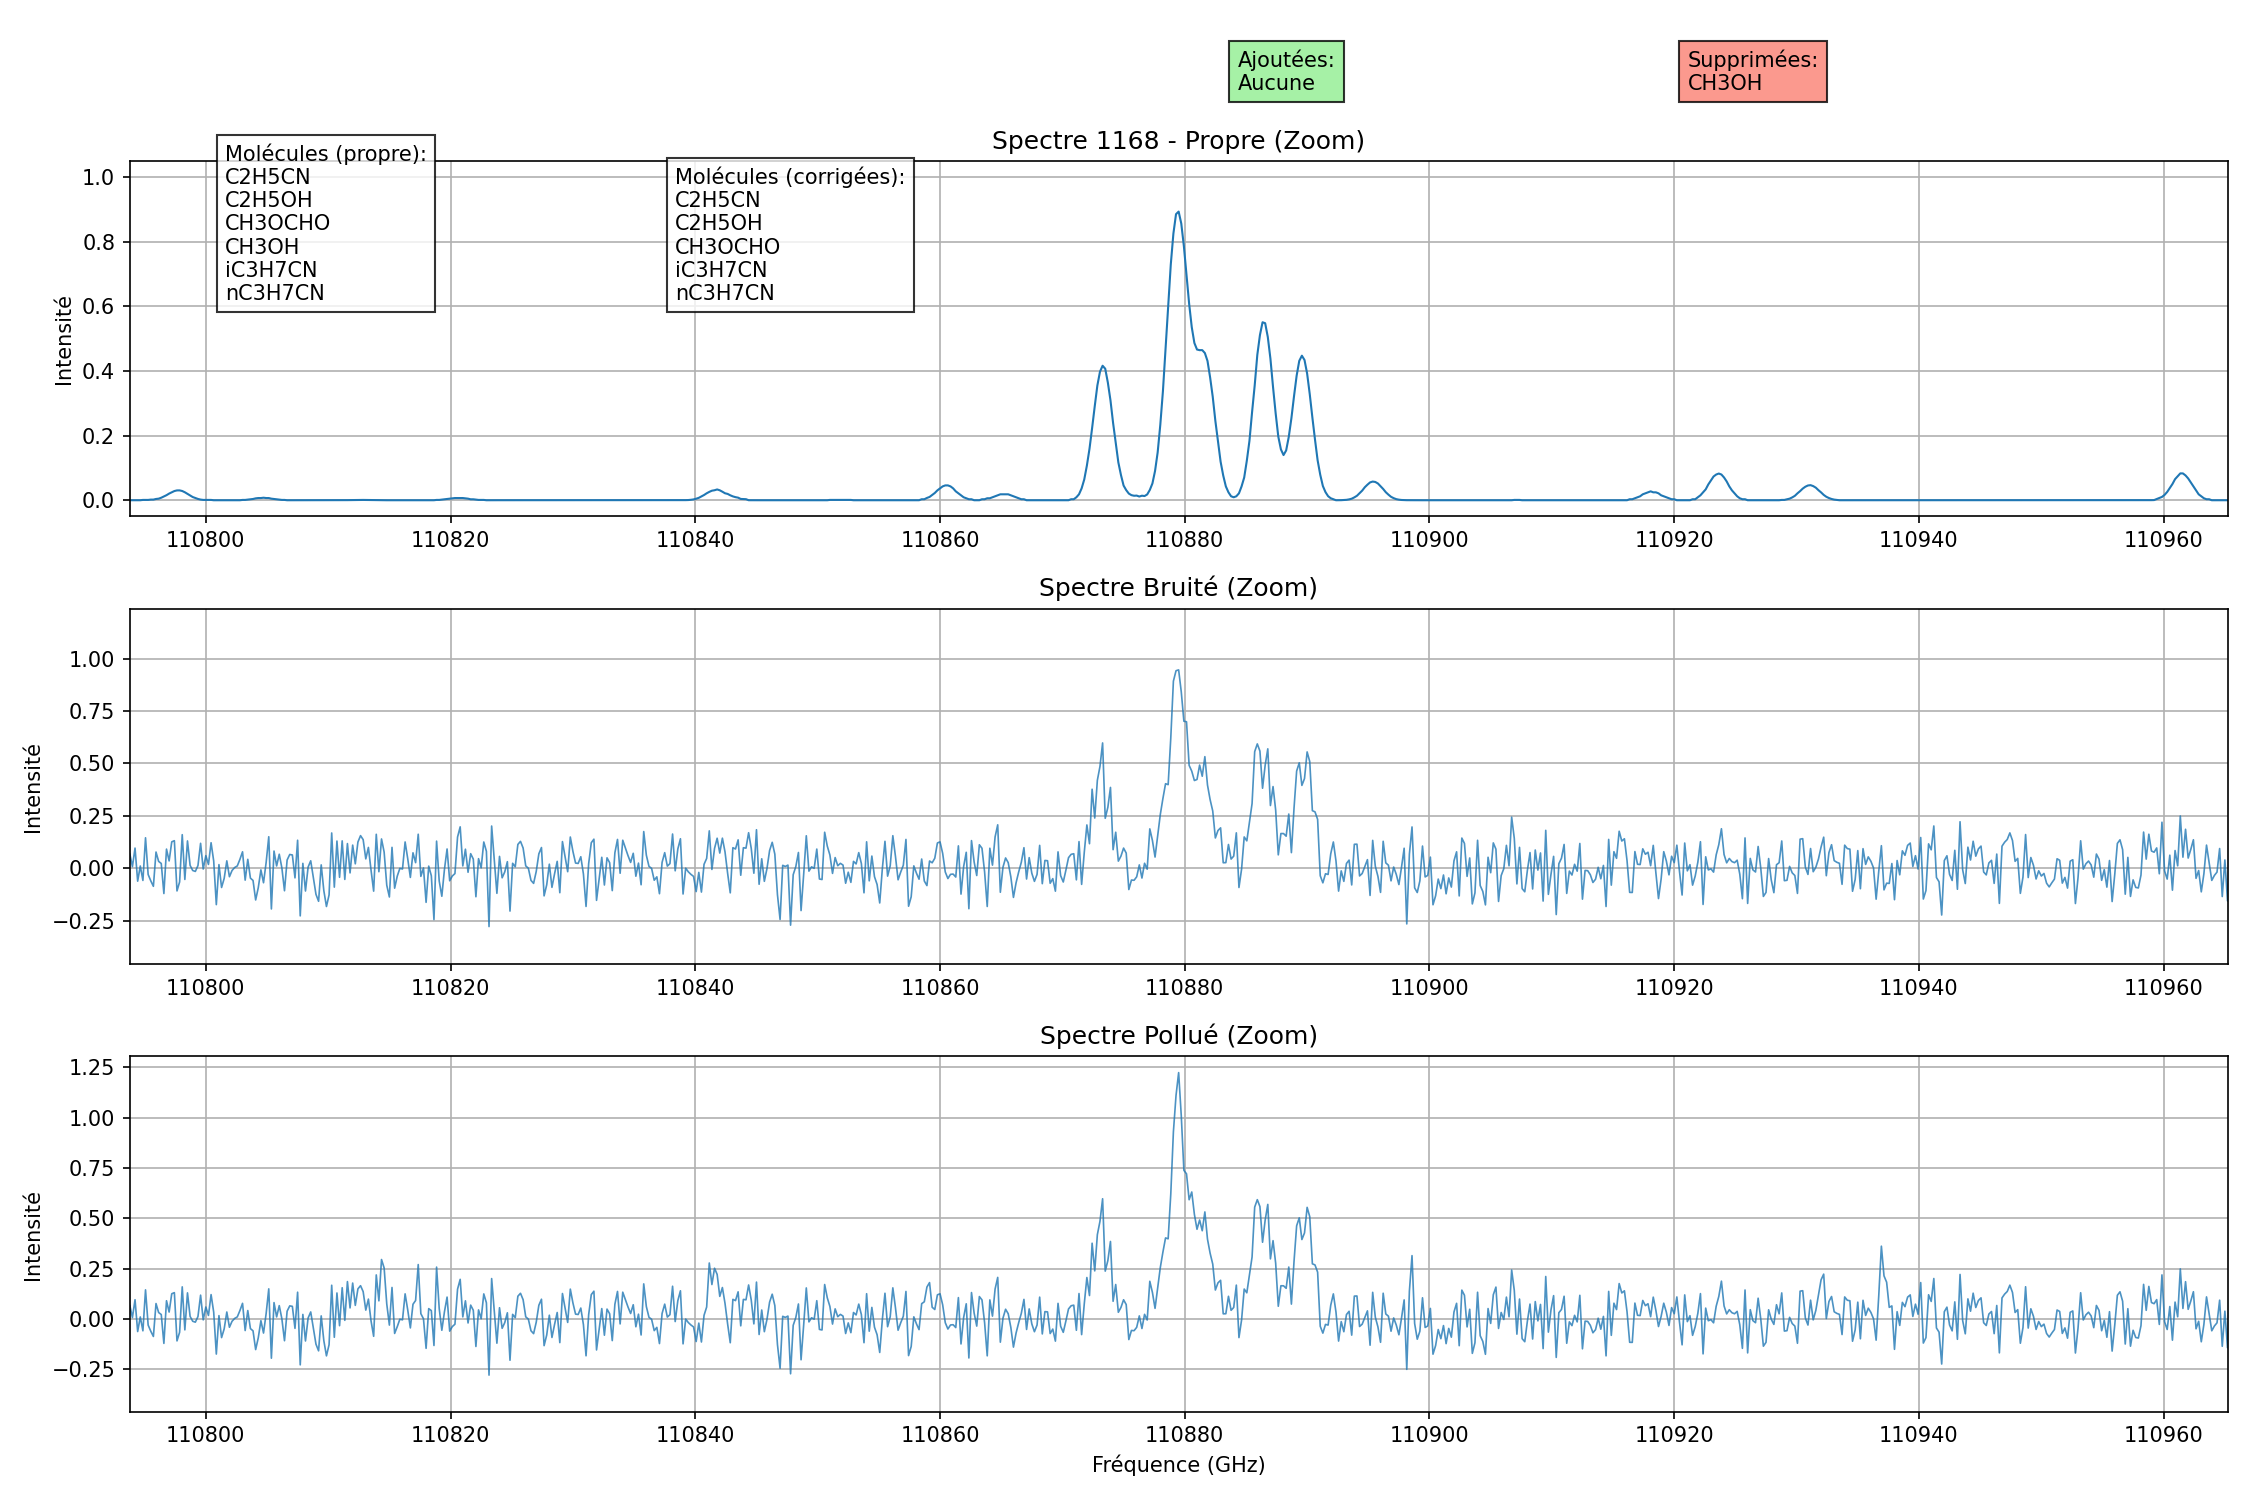 Ajoutées:
Aucune
Supprimées:
CH3OH
Spectre 1168 - Propre (Zoom)
Molécules (propre):
C2H5CN
C2H5OH
CH3OCHO
CH3OH
iC3H7CN
nC3H7CN
Molécules (corrigées):
C2H5CN
C2H5OH
CH3OCHO
iC3H7CN
nC3H7CN
Intensité
1.0
0.8
0.6
0.4
0.2
0.0
110800 110820 110840 110860 110880 110900 110920 110940 110960
Spectre Bruité (Zoom)
Intensité
1.00
0.75
0.50
0.25
0.00
−0.25
110800 110820 110840 110860 110880 110900 110920 110940 110960
Spectre Pollué (Zoom)
Intensité
1.25
1.00
0.75
0.50
0.25
0.00
−0.25
110800 110820 110840 110860 110880 110900 110920 110940 110960
Fréquence (GHz)